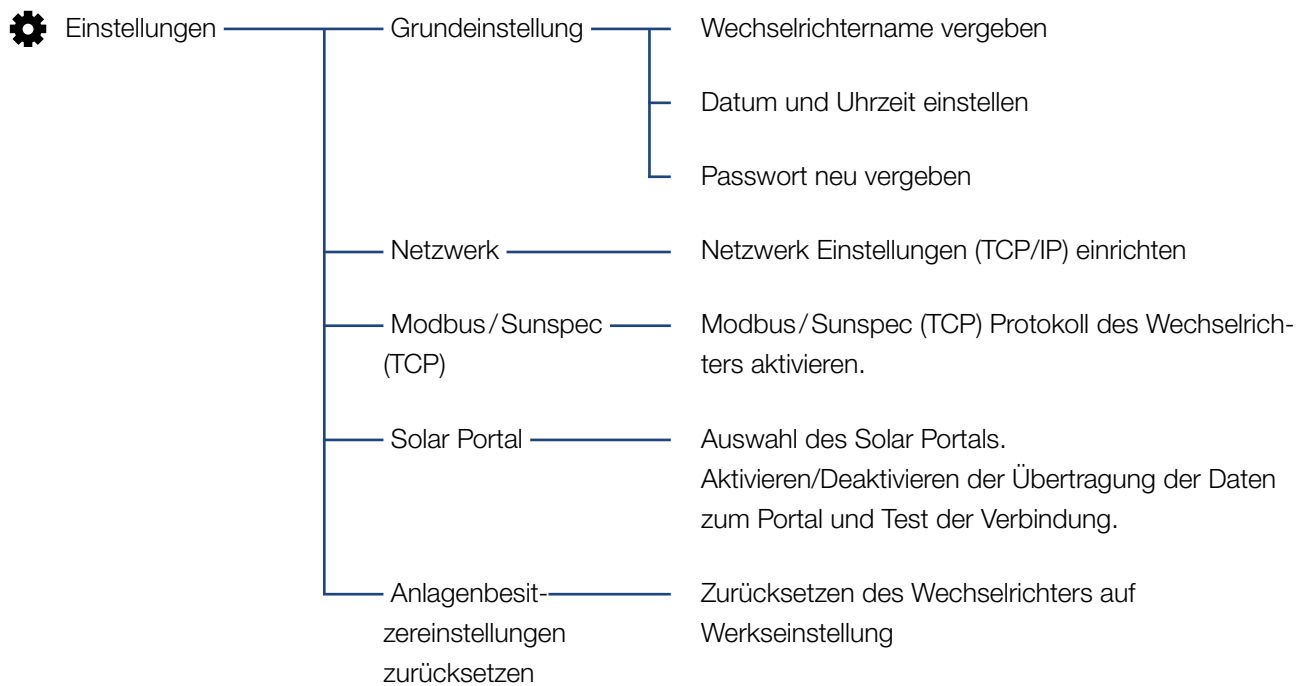 Einstellungen Grundeinstellung Wechselrichtername vergeben
Datum und Uhrzeit einstellen
Passwort neu vergeben
Netzwerk Netzwerk Einstellungen (TCP/IP) einrichten
Modbus/Sunspec
(TCP)
Modbus/Sunspec (TCP) Protokoll des Wechselrich-
ters aktivieren.
Solar Portal Auswahl des Solar Portals.
Aktivieren/Deaktivieren der Übertragung der Daten
zum Portal und Test der Verbindung.
Anlagenbesit-
zereinstellungen
zurücksetzen
Zurücksetzen des Wechselrichters auf
Werkseinstellung